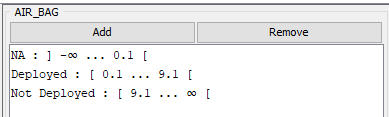 AIR_BAG
Add Remove
NA : ] -∞ ... 0.1 [
Deployed : [ 0.1 ... 9.1 [
Not Deployed : [ 9.1 ... ∞ [